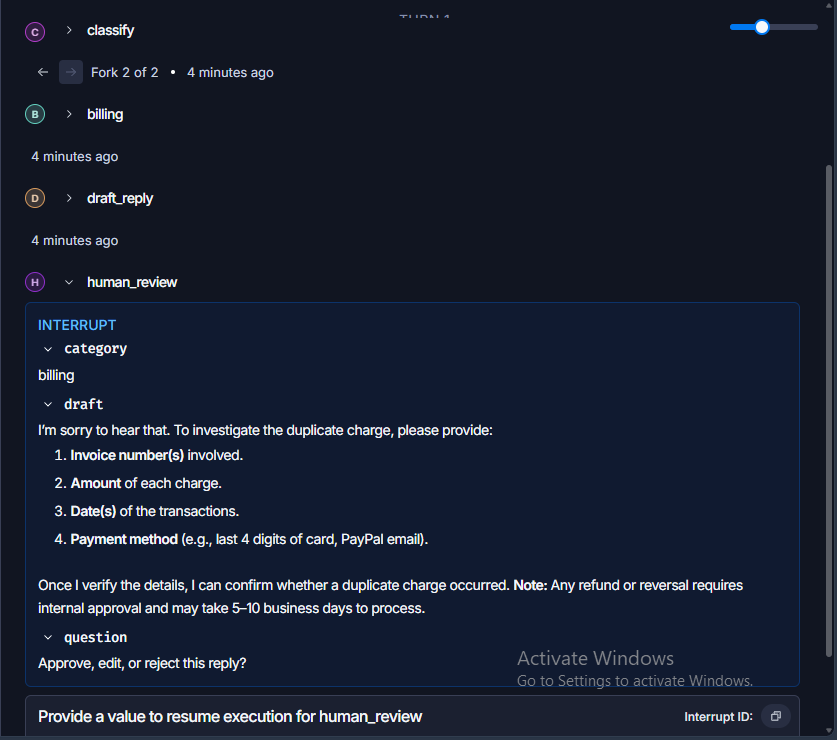 TURN 1
C classify
Fork 2 of 2 • 4 minutes ago
B billing
4 minutes ago
D draft_reply
4 minutes ago
H human_review
INTERRUPT
category
billing
draft
I'm sorry to hear that. To investigate the duplicate charge, please provide:
1. Invoice number(s) involved.
2. Amount of each charge.
3. Date(s) of the transactions.
4. Payment method (e.g., last 4 digits of card, PayPal email).
Once I verify the details, I can confirm whether a duplicate charge occurred. Note: Any refund or reversal requires
internal approval and may take 5–10 business days to process.
question
Approve, edit, or reject this reply?
Activate Windows
Go to Settings to activate Windows.
Provide a value to resume execution for human_review Interrupt ID: